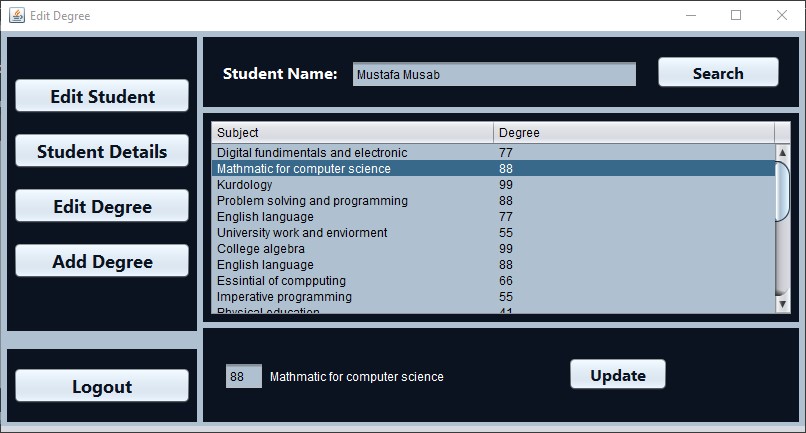 Edit Degree
Edit Student
Student Details
Edit Degree
Add Degree
Logout
Student Name: Mustafa Musab Search
Subject Degree
Digital fundimentals and electronic 77
Mathmatic for computer science 88
Kurdology 99
Problem solving and programming 88
English language 77
University work and enviorment 55
College algebra 99
English language 88
Essintial of compputing 66
Imperative programming 55
Physical education 41
88 Mathmatic for computer science Update